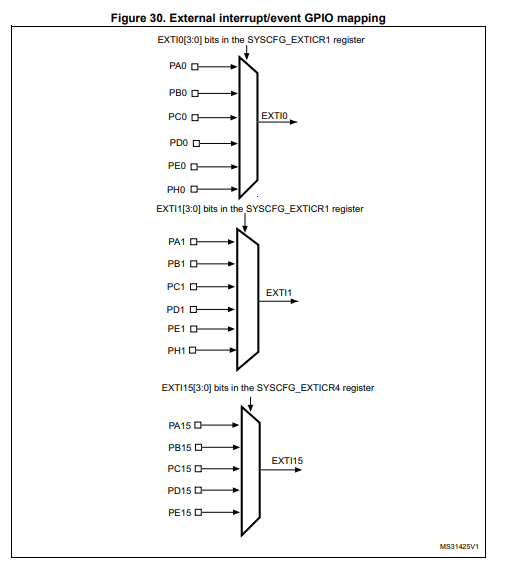 Figure 30. External interrupt/event GPIO mapping
EXTI0[3:0] bits in the SYSCFG_EXTICR1 register
PA0
PB0
PC0
EXTI0
PD0
PE0
PH0
EXTI1[3:0] bits in the SYSCFG_EXTICR1 register
PA1
PB1
PC1
EXTI1
PD1
PE1
PH1
EXTI15[3:0] bits in the SYSCFG_EXTICR4 register
PA15
PB15
EXTI15
PC15
PD15
PE15
MS31425V1